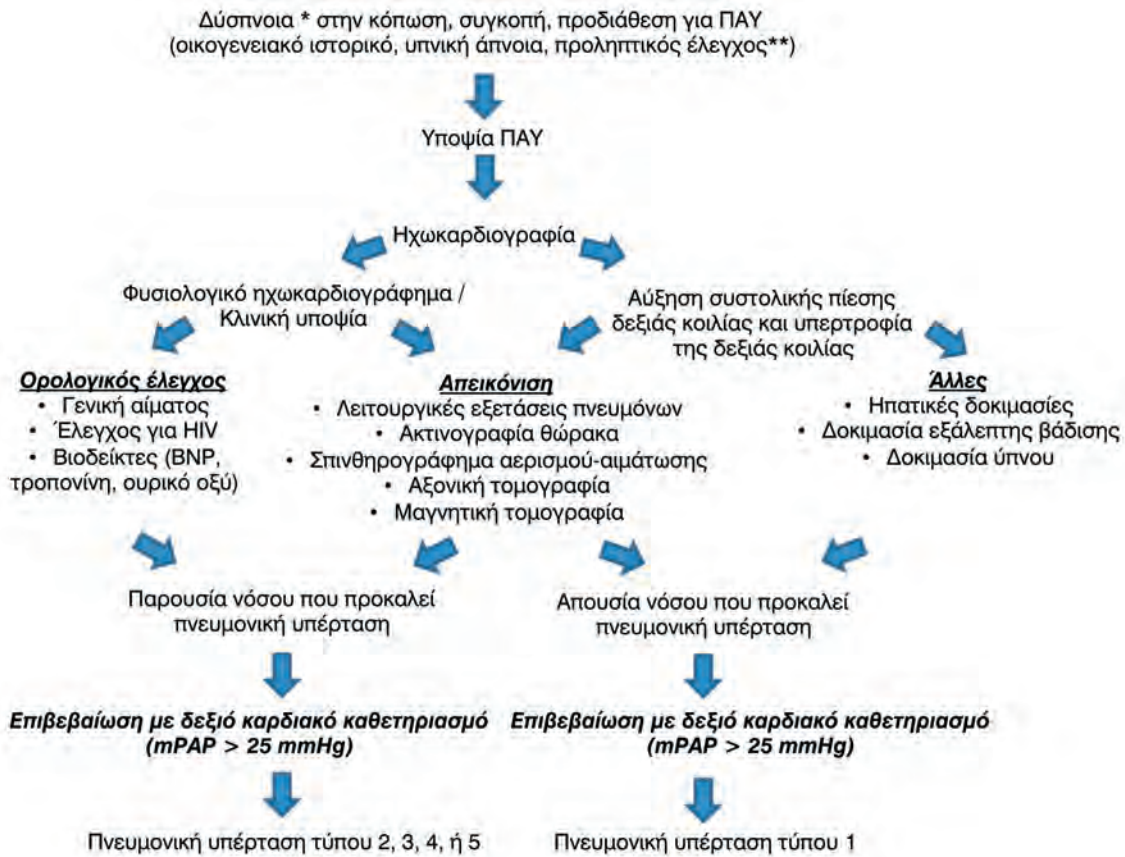 Δύσπνοια * στην κόπωση, συγκοπή, προδιάθεση για ΠΑΥ
(οικογενειακό ιστορικό, υπνική άπνοια, προληπτικός έλεγχος**)
Υποψία ΠΑΥ
Ηχωκαρδιογραφία
Φυσιολογικό ηχωκαρδιογράφημα /
Κλινική υποψία
Αύξηση συστολικής πίεσης
δεξιάς κοιλίας και υπερτροφία
της δεξιάς κοιλίας
Ορολογικός έλεγχος
• Γενική αίματος
• Έλεγχος για HIV
• Βιοδείκτες (BNP,
τροπονίνη, ουρικό οξύ)
Απεικόνιση
• Λειτουργικές εξετάσεις πνευμόνων
• Ακτινογραφία θώρακα
• Σπινθηρογράφημα αερισμού-αιμάτωσης
• Αξονική τομογραφία
• Μαγνητική τομογραφία
Άλλες
• Ηπατικές δοκιμασίες
• Δοκιμασία εξάλεπτης βάδισης
• Δοκιμασία ύπνου
Παρουσία νόσου που προκαλεί
πνευμονική υπέρταση
Απουσία νόσου που προκαλεί
πνευμονική υπέρταση
Επιβεβαίωση με δεξιό καρδιακό καθετηριασμό
(mPAP > 25 mmHg)
Επιβεβαίωση με δεξιό καρδιακό καθετηριασμό
(mPAP > 25 mmHg)
Πνευμονική υπέρταση τύπου 2, 3, 4, ή 5
Πνευμονική υπέρταση τύπου 1